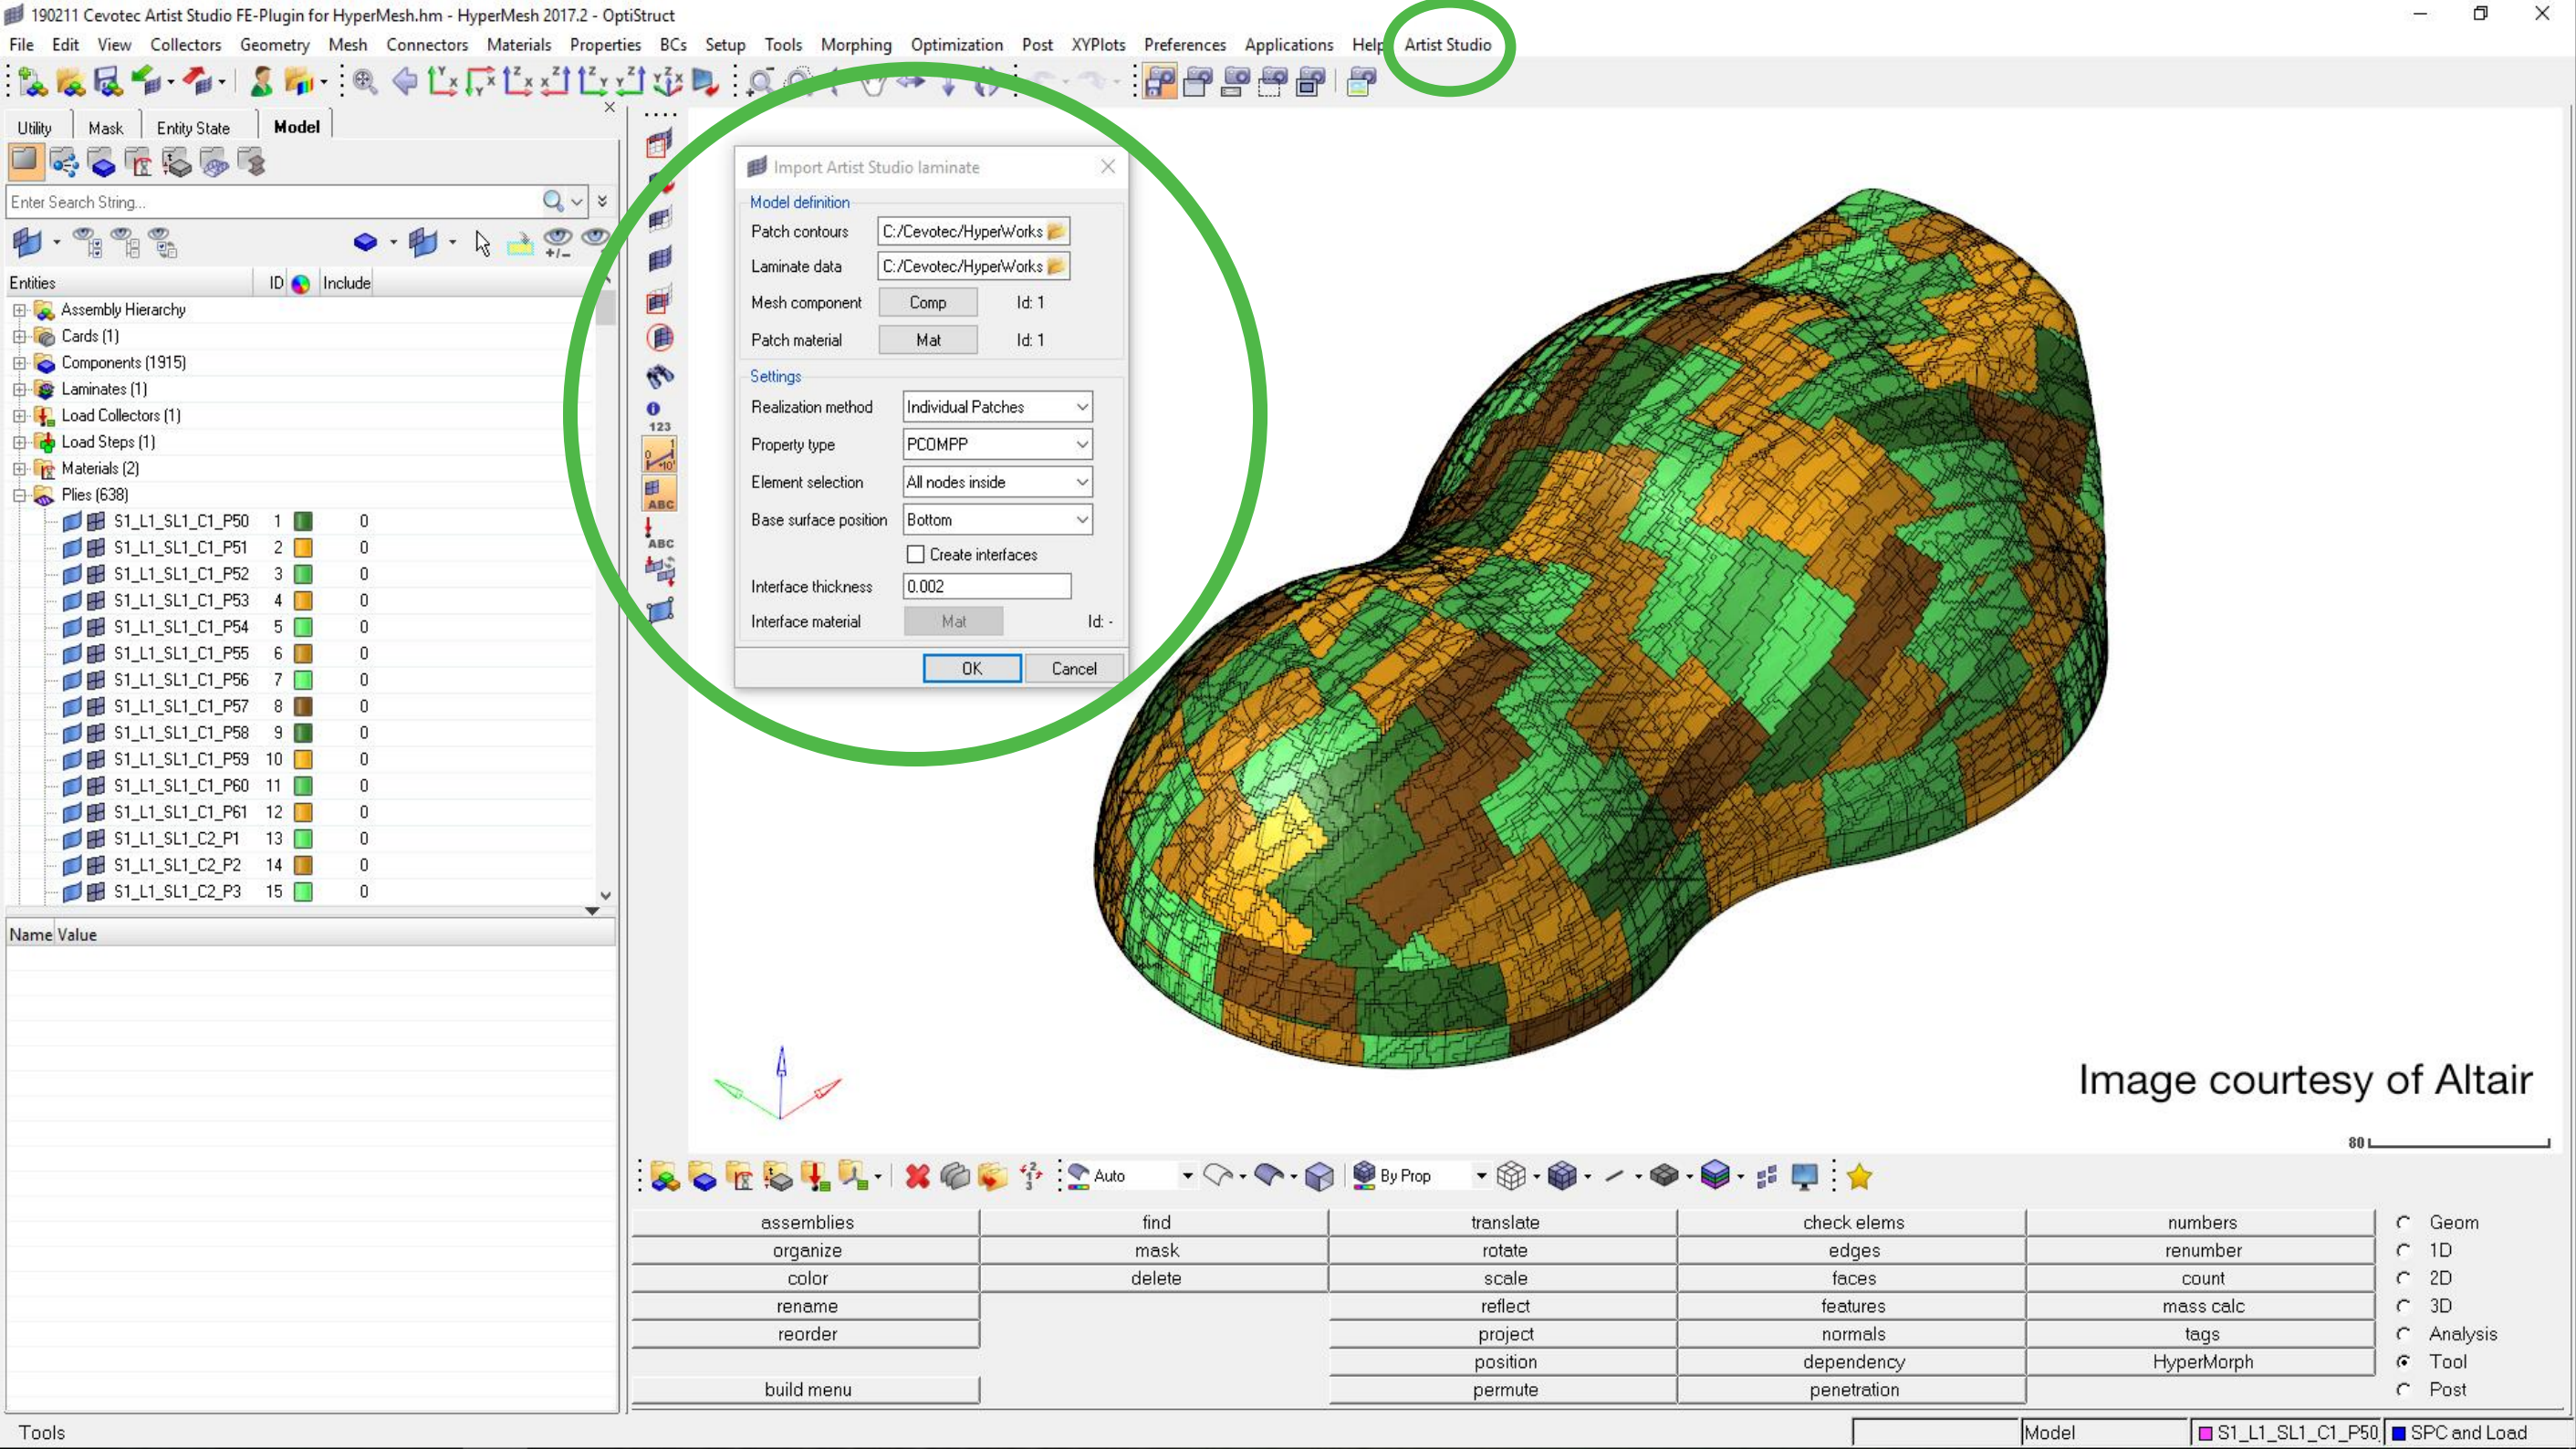 190211 Cevotec Artist Studio FE-Plugin for HyperMesh.hm - HyperMesh 2017.2 - OptiStruct
File Edit View Collectors Geometry Mesh Connectors Materials Properties BCs Setup Tools Morphing Optimization Post XYPlots Preferences Applications Help Artist Studio
Utility Mask Entity State Model
Enter Search String...
Entities ID Include
Assembly Hierarchy
Cards (1)
Components (1915)
Laminates (1)
Load Collectors (1)
Load Steps (1)
Materials (2)
Plies (638)
S1_L1_SL1_C1_P50 1 0
S1_L1_SL1_C1_P51 2 0
S1_L1_SL1_C1_P52 3 0
S1_L1_SL1_C1_P53 4 0
S1_L1_SL1_C1_P54 5 0
S1_L1_SL1_C1_P55 6 0
S1_L1_SL1_C1_P56 7 0
S1_L1_SL1_C1_P57 8 0
S1_L1_SL1_C1_P58 9 0
S1_L1_SL1_C1_P59 10 0
S1_L1_SL1_C1_P60 11 0
S1_L1_SL1_C1_P61 12 0
S1_L1_SL1_C2_P1 13 0
S1_L1_SL1_C2_P2 14 0
S1_L1_SL1_C2_P3 15 0
Name Value
123
ABC
ABC
Import Artist Studio laminate
Model definition
Patch contours C:/Cevotec/HyperWorks
Laminate data C:/Cevotec/HyperWorks
Mesh component Comp Id: 1
Patch material Mat Id: 1
Settings
Realization method Individual Patches
Property type PCOMPP
Element selection All nodes inside
Base surface position Bottom
Create interfaces
Interface thickness 0.002
Interface material Mat Id: -
OK Cancel
Image courtesy of Altair
80
Auto By Prop
assemblies find translate check elems numbers Geom
organize mask rotate edges renumber 1D
color delete scale faces count 2D
rename reflect features mass calc 3D
reorder project normals tags Analysis
position dependency HyperMorph Tool
build menu permute penetration Post
Tools Model S1_L1_SL1_C1_P50 SPC and Load